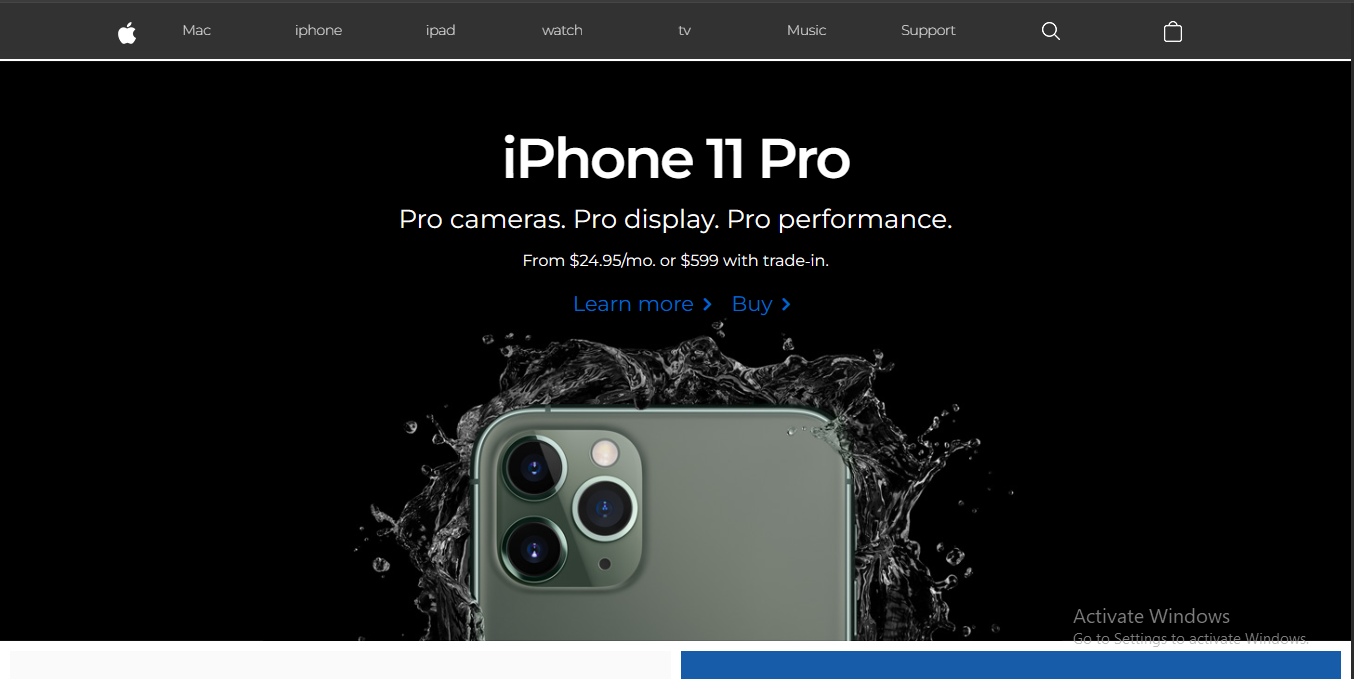 Mac iphone ipad watch tv Music Support
iPhone 11 Pro
Pro cameras. Pro display. Pro performance.
From $24.95/mo. or $599 with trade-in.
Learn more Buy
Activate Windows
Go to Settings to activate Windows.